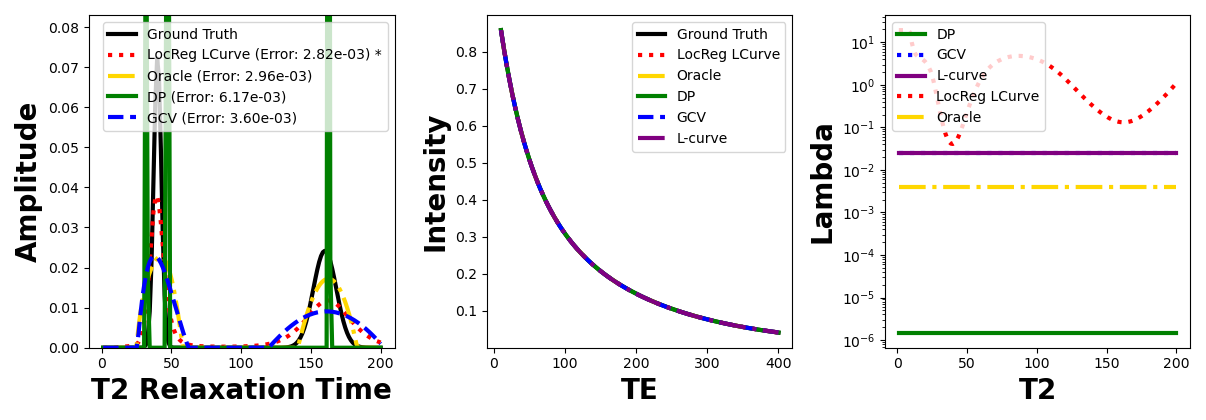 Amplitude
0.08
0.07
0.06
0.05
0.04
0.03
0.02
0.01
0.00
Ground Truth
LocReg LCurve (Error: 2.82e-03) *
Oracle (Error: 2.96e-03)
DP (Error: 6.17e-03)
GCV (Error: 3.60e-03)
0 50 100 150 200
T2 Relaxation Time
Intensity
0.8
0.7
0.6
0.5
0.4
0.3
0.2
0.1
Ground Truth
LocReg LCurve
Oracle
DP
GCV
L-curve
0 100 200 300 400
TE
Lambda
10¹
10⁰
10⁻¹
10⁻²
10⁻³
10⁻⁴
10⁻⁵
10⁻⁶
DP
GCV
L-curve
LocReg LCurve
Oracle
0 50 100 150 200
T2